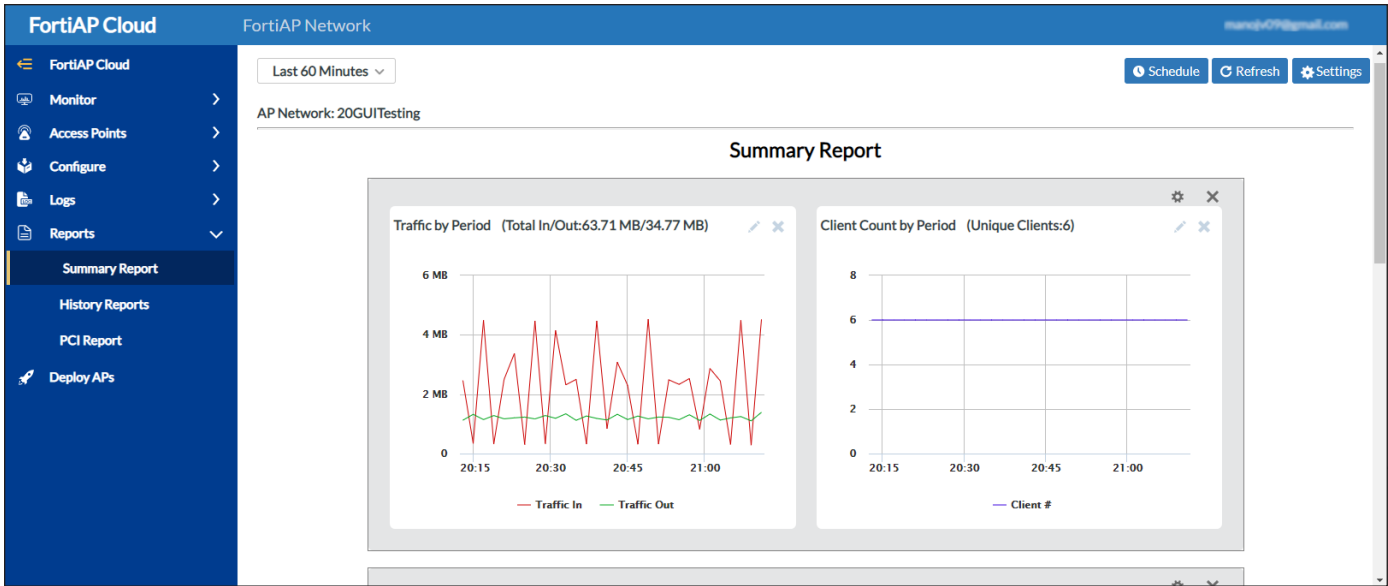 FortiAP Cloud
FortiAP Network
FortiAP Cloud
Monitor
Access Points
Configure
Logs
Reports
Summary Report
History Reports
PCI Report
Deploy APs
Last 60 Minutes
Schedule
Refresh
Settings
AP Network: 20GUITesting
Summary Report
Traffic by Period (Total In/Out:63.71 MB/34.77 MB)
6 MB
4 MB
2 MB
0
20:15 20:30 20:45 21:00
Traffic In Traffic Out
Client Count by Period (Unique Clients:6)
8
6
4
2
0
20:15 20:30 20:45 21:00
Client #